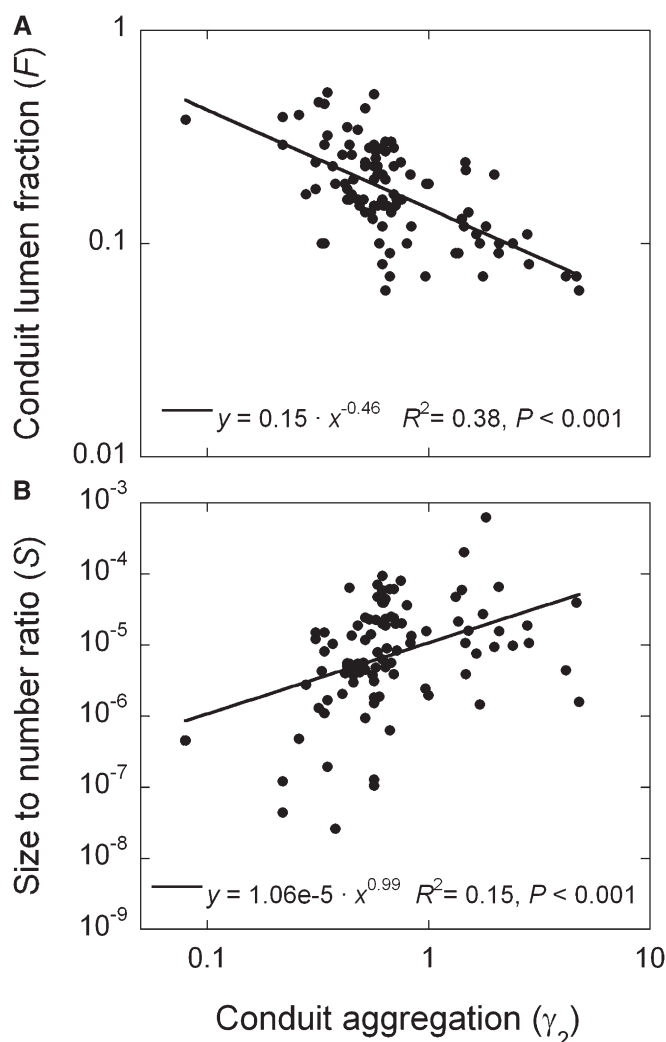 A
Conduit lumen fraction (F)
1
0.1
0.01
y = 0.15 · x^-0.46 R²= 0.38, P < 0.001
B
Size to number ratio (S)
10^-3
10^-4
10^-5
10^-6
10^-7
10^-8
10^-9
y = 1.06e-5 · x^0.99 R²= 0.15, P < 0.001
0.1 1 10
Conduit aggregation (γ₂)